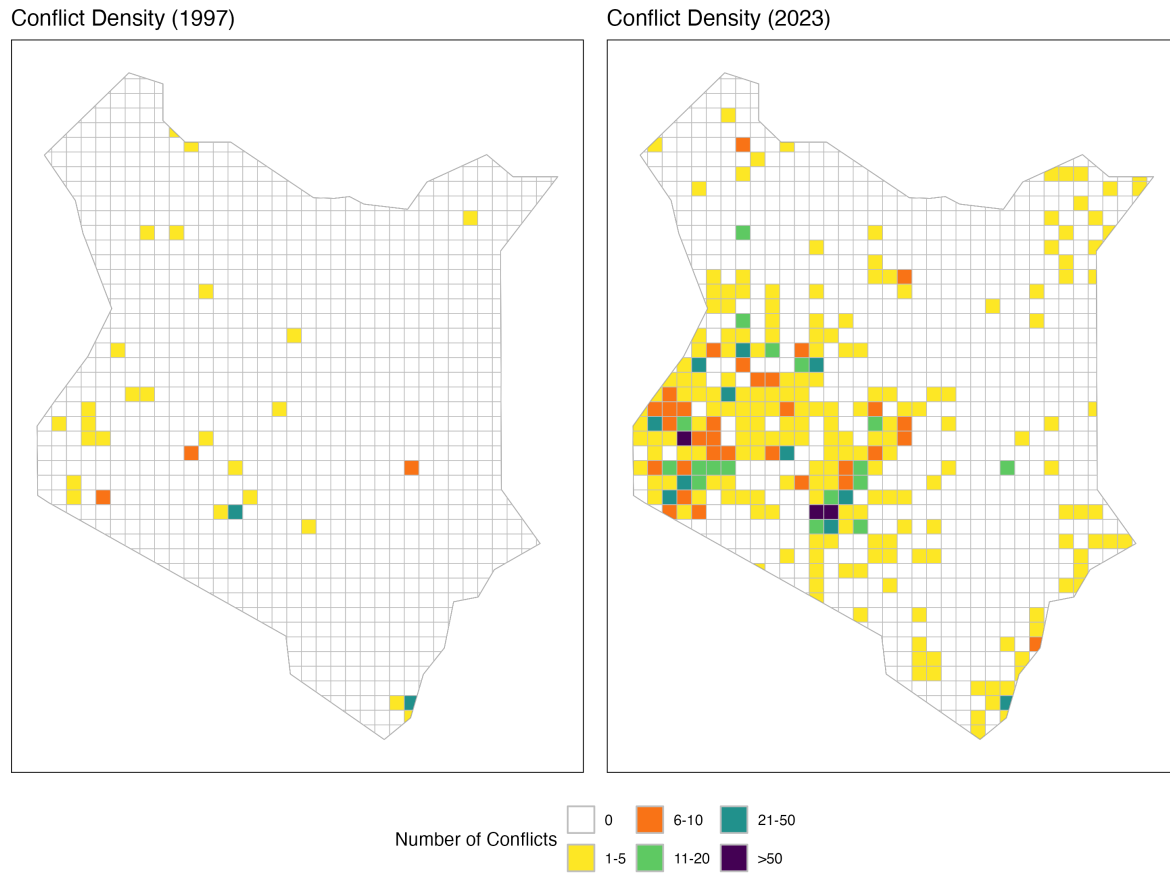 Conflict Density (1997)
Conflict Density (2023)
Number of Conflicts
0
6-10
21-50
1-5
11-20
>50